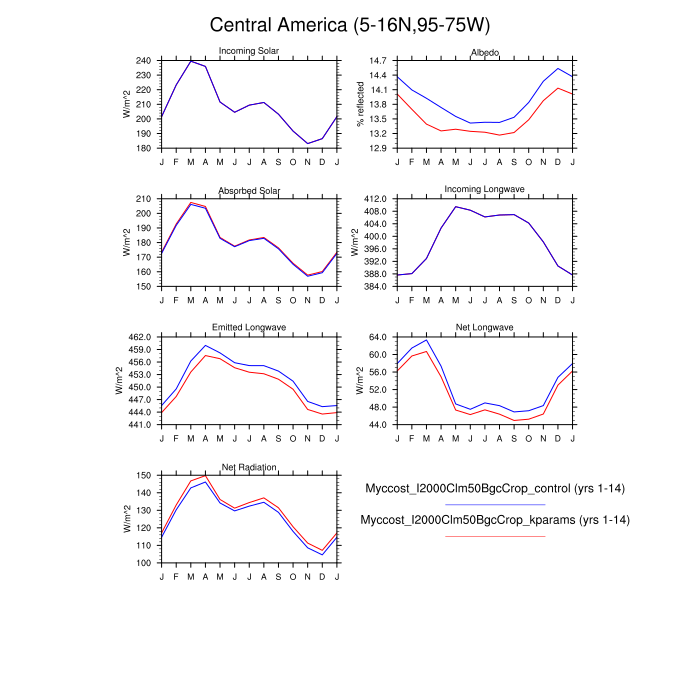 Central America (5-16N,95-75W)
Incoming Solar
W/m^2
240
230
220
210
200
190
180
J F M A M J J A S O N D J
Albedo
% reflected
14.7
14.4
14.1
13.8
13.5
13.2
12.9
J F M A M J J A S O N D J
Absorbed Solar
W/m^2
210
200
190
180
170
160
150
J F M A M J J A S O N D J
Incoming Longwave
W/m^2
412.0
408.0
404.0
400.0
396.0
392.0
388.0
384.0
J F M A M J J A S O N D J
Emitted Longwave
W/m^2
462.0
459.0
456.0
453.0
450.0
447.0
444.0
441.0
J F M A M J J A S O N D J
Net Longwave
W/m^2
64.0
60.0
56.0
52.0
48.0
44.0
J F M A M J J A S O N D J
Net Radiation
W/m^2
150
140
130
120
110
100
J F M A M J J A S O N D J
Myccost_I2000Clm50BgcCrop_control (yrs 1-14)
Myccost_I2000Clm50BgcCrop_kparams (yrs 1-14)